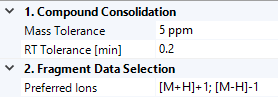 1. Compound Consolidation
Mass Tolerance 5 ppm
RT Tolerance [min] 0.2
2. Fragment Data Selection
Preferred Ions [M+H]+1; [M-H]-1